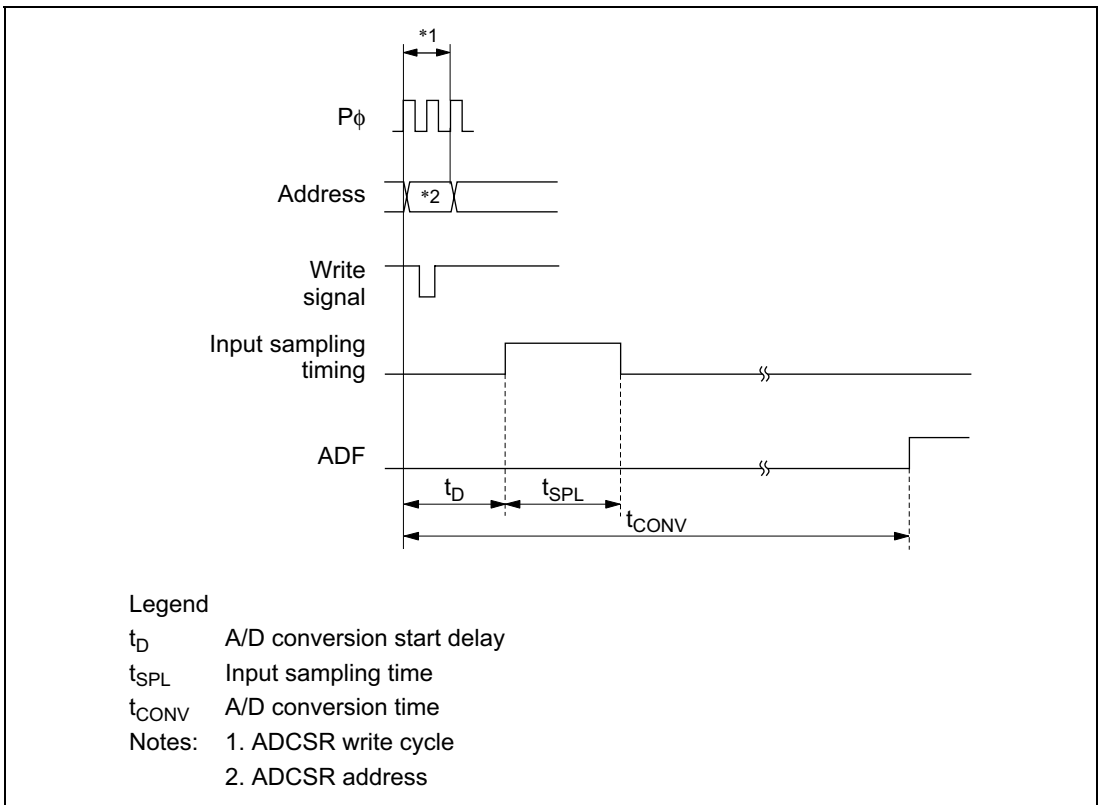 *1
Pϕ
Address
*2
Write
signal
Input sampling
timing
ADF
tD
tSPL
tCONV
Legend
tD A/D conversion start delay
tSPL Input sampling time
tCONV A/D conversion time
Notes: 1. ADCSR write cycle
2. ADCSR address